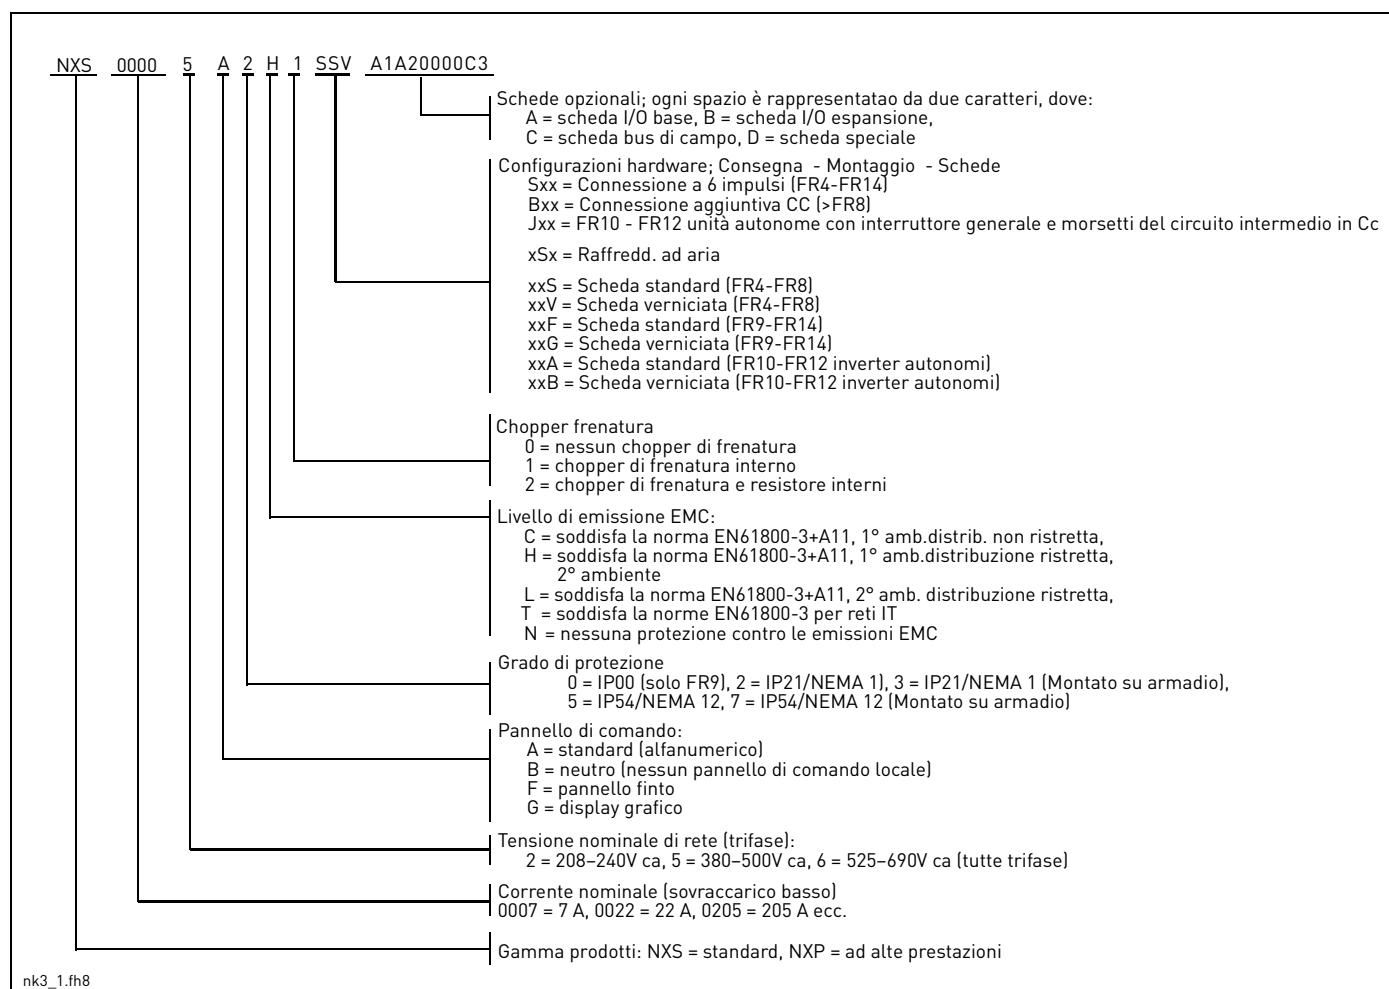 NXS 0000 5 A 2 H 1 SSV A1A20000C3
Schede opzionali; ogni spazio è rappresentatao da due caratteri, dove:
A = scheda I/O base, B = scheda I/O espansione,
C = scheda bus di campo, D = scheda speciale
Configurazioni hardware; Consegna - Montaggio - Schede
Sxx = Connessione a 6 impulsi (FR4-FR14)
Bxx = Connessione aggiuntiva CC (>FR8)
Jxx = FR10 - FR12 unità autonome con interruttore generale e morsetti del circuito intermedio in Cc
xSx = Raffredd. ad aria
xxS = Scheda standard (FR4-FR8)
xxV = Scheda verniciata (FR4-FR8)
xxF = Scheda standard (FR9-FR14)
xxG = Scheda verniciata (FR9-FR14)
xxA = Scheda standard (FR10-FR12 inverter autonomi)
xxB = Scheda verniciata (FR10-FR12 inverter autonomi)
Chopper frenatura
0 = nessun chopper di frenatura
1 = chopper di frenatura interno
2 = chopper di frenatura e resistore interni
Livello di emissione EMC:
C = soddisfa la norma EN61800-3+A11, 1° amb.distrib. non ristretta,
H = soddisfa la norma EN61800-3+A11, 1° amb.distribuzione ristretta,
2° ambiente
L = soddisfa la norma EN61800-3+A11, 2° amb. distribuzione ristretta,
T = soddisfa la norme EN61800-3 per reti IT
N = nessuna protezione contro le emissioni EMC
Grado di protezione
0 = IP00 (solo FR9), 2 = IP21/NEMA 1), 3 = IP21/NEMA 1 (Montato su armadio),
5 = IP54/NEMA 12, 7 = IP54/NEMA 12 (Montato su armadio)
Pannello di comando:
A = standard (alfanumerico)
B = neutro (nessun pannello di comando locale)
F = pannello finto
G = display grafico
Tensione nominale di rete (trifase):
2 = 208–240V ca, 5 = 380–500V ca, 6 = 525–690V ca (tutte trifase)
Corrente nominale (sovraccarico basso)
0007 = 7 A, 0022 = 22 A, 0205 = 205 A ecc.
Gamma prodotti: NXS = standard, NXP = ad alte prestazioni
nk3_1.fh8